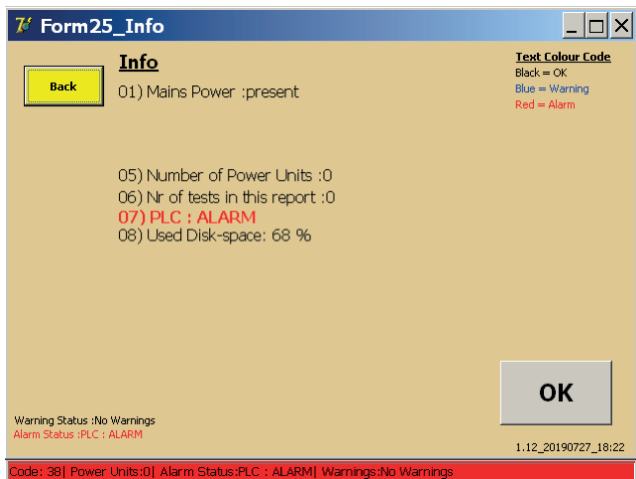 Form25_Info
Info
Text Colour Code
Black = OK
Blue = Warning
Red = Alarm
Back
01) Mains Power :present
05) Number of Power Units :0
06) Nr of tests in this report :0
07) PLC : ALARM
08) Used Disk-space: 68 %
OK
Warning Status :No Warnings
Alarm Status :PLC : ALARM
1.12_20190727_18:22
Code: 38| Power Units:0| Alarm Status:PLC : ALARM| Warnings:No Warnings